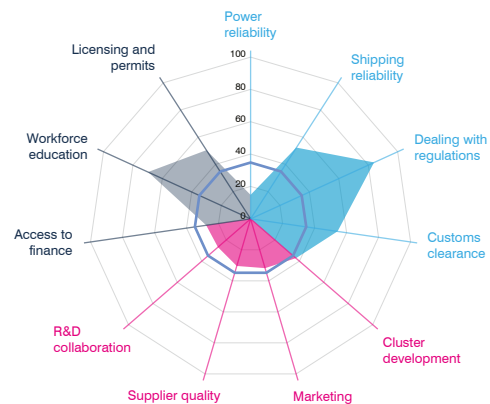 Power
reliability
Licensing and
permits
Shipping
reliability
100
80
60
40
20
0
Workforce
education
Dealing with
regulations
Access to
finance
Customs
clearance
R&D
collaboration
Cluster
development
Supplier quality
Marketing